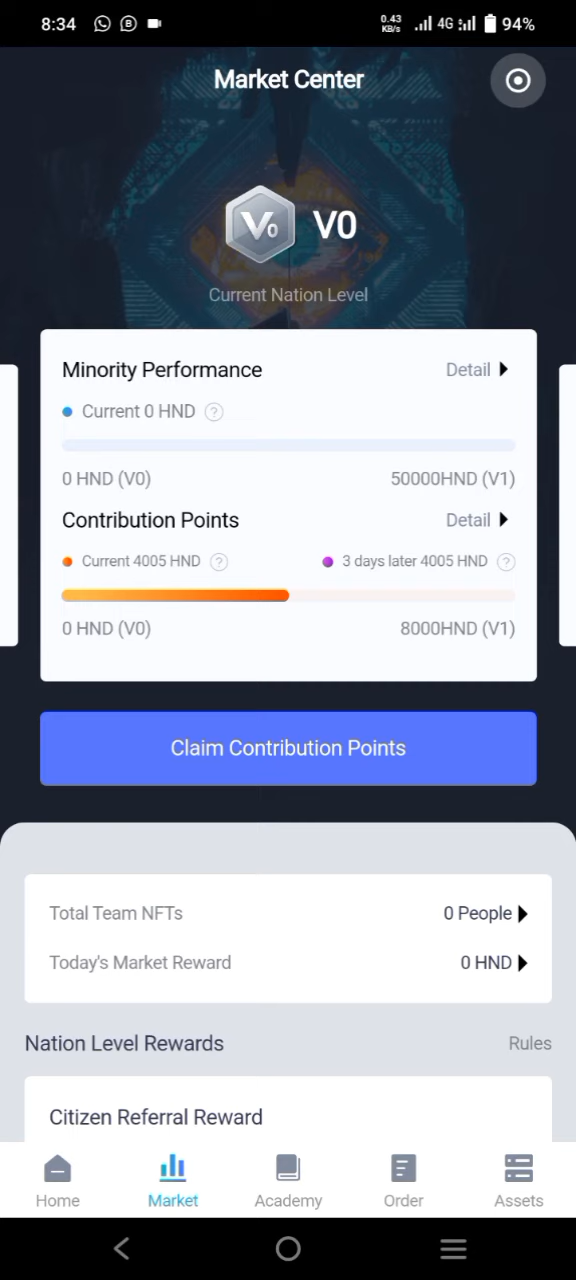 8:34
0.43
KB/s
4G
94%
Market Center
V0
V0
Current Nation Level
Minority Performance
Detail
Current 0 HND ?
0 HND (V0)
50000HND (V1)
Contribution Points
Detail
Current 4005 HND ?
3 days later 4005 HND ?
0 HND (V0)
8000HND (V1)
Claim Contribution Points
Total Team NFTs
0 People
Today's Market Reward
0 HND
Nation Level Rewards
Rules
Citizen Referral Reward
Home
Market
Academy
Order
Assets